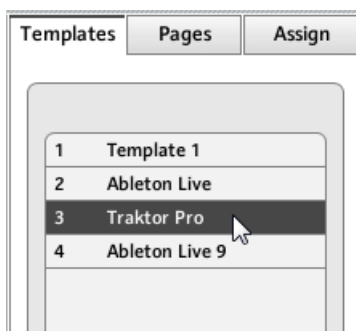 Templates Pages Assign
1 Template 1
2 Ableton Live
3 Traktor Pro
4 Ableton Live 9